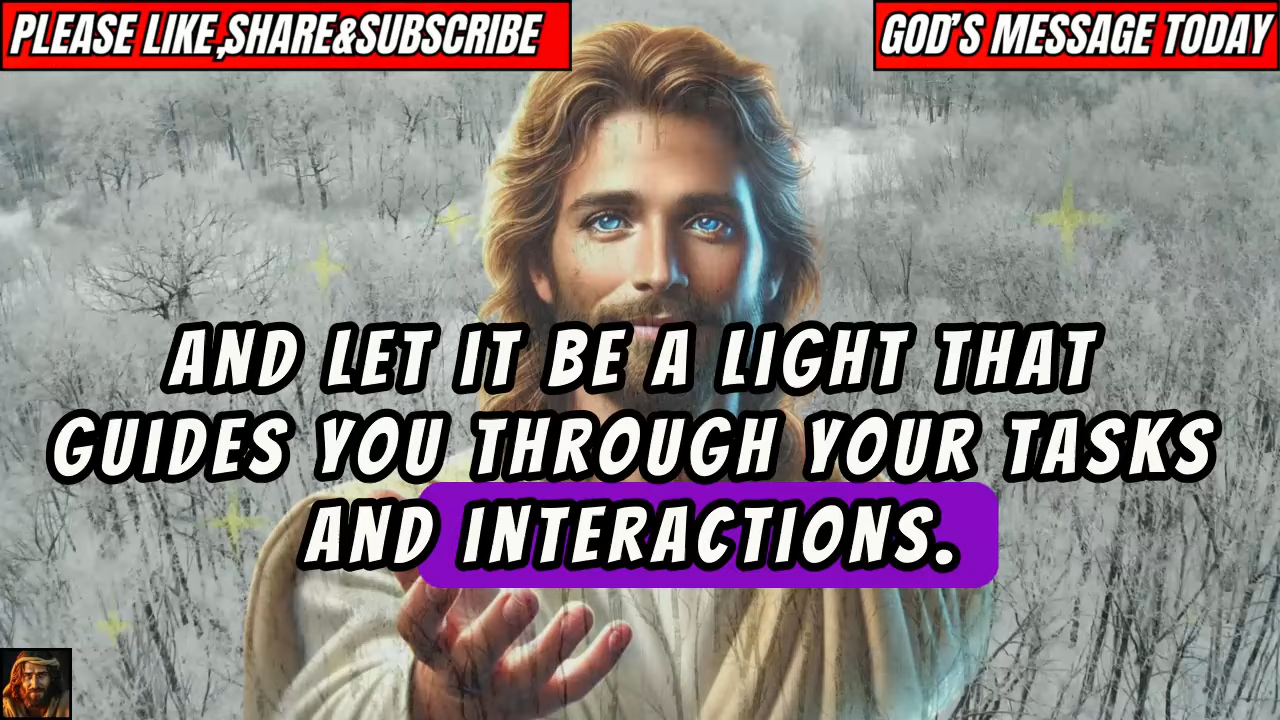 PLEASE LIKE,SHARE&SUBSCRIBE
GOD'S MESSAGE TODAY
AND LET IT BE A LIGHT THAT
GUIDES YOU THROUGH YOUR TASKS
AND INTERACTIONS.